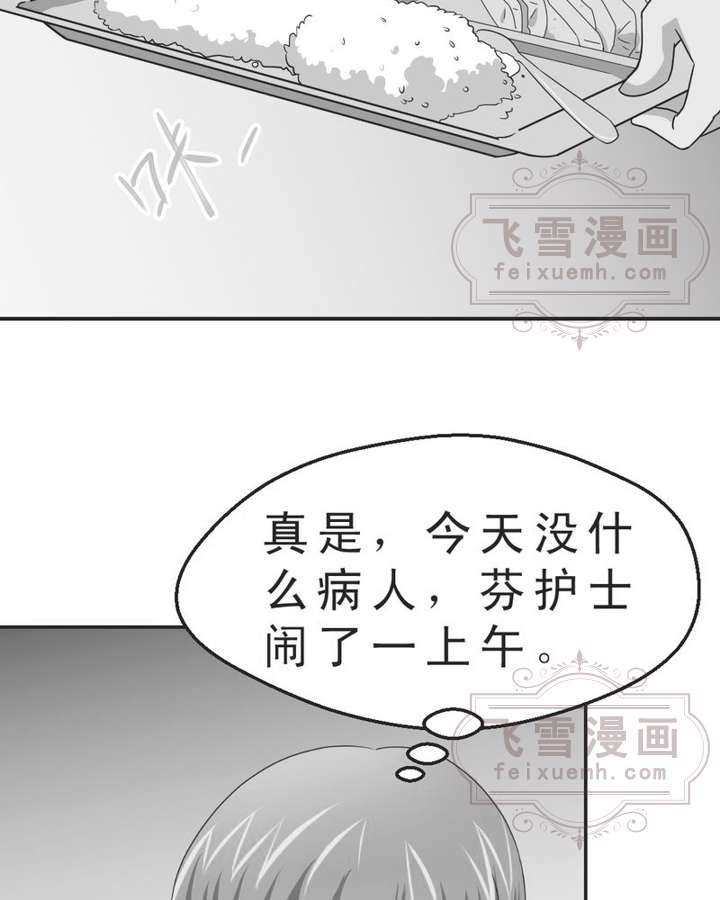 咔
飞雪漫画
feixuemh.com
真是，今天没什
么病人，芬护士
闹了一上午。
飞雪漫画
feixuemh.com